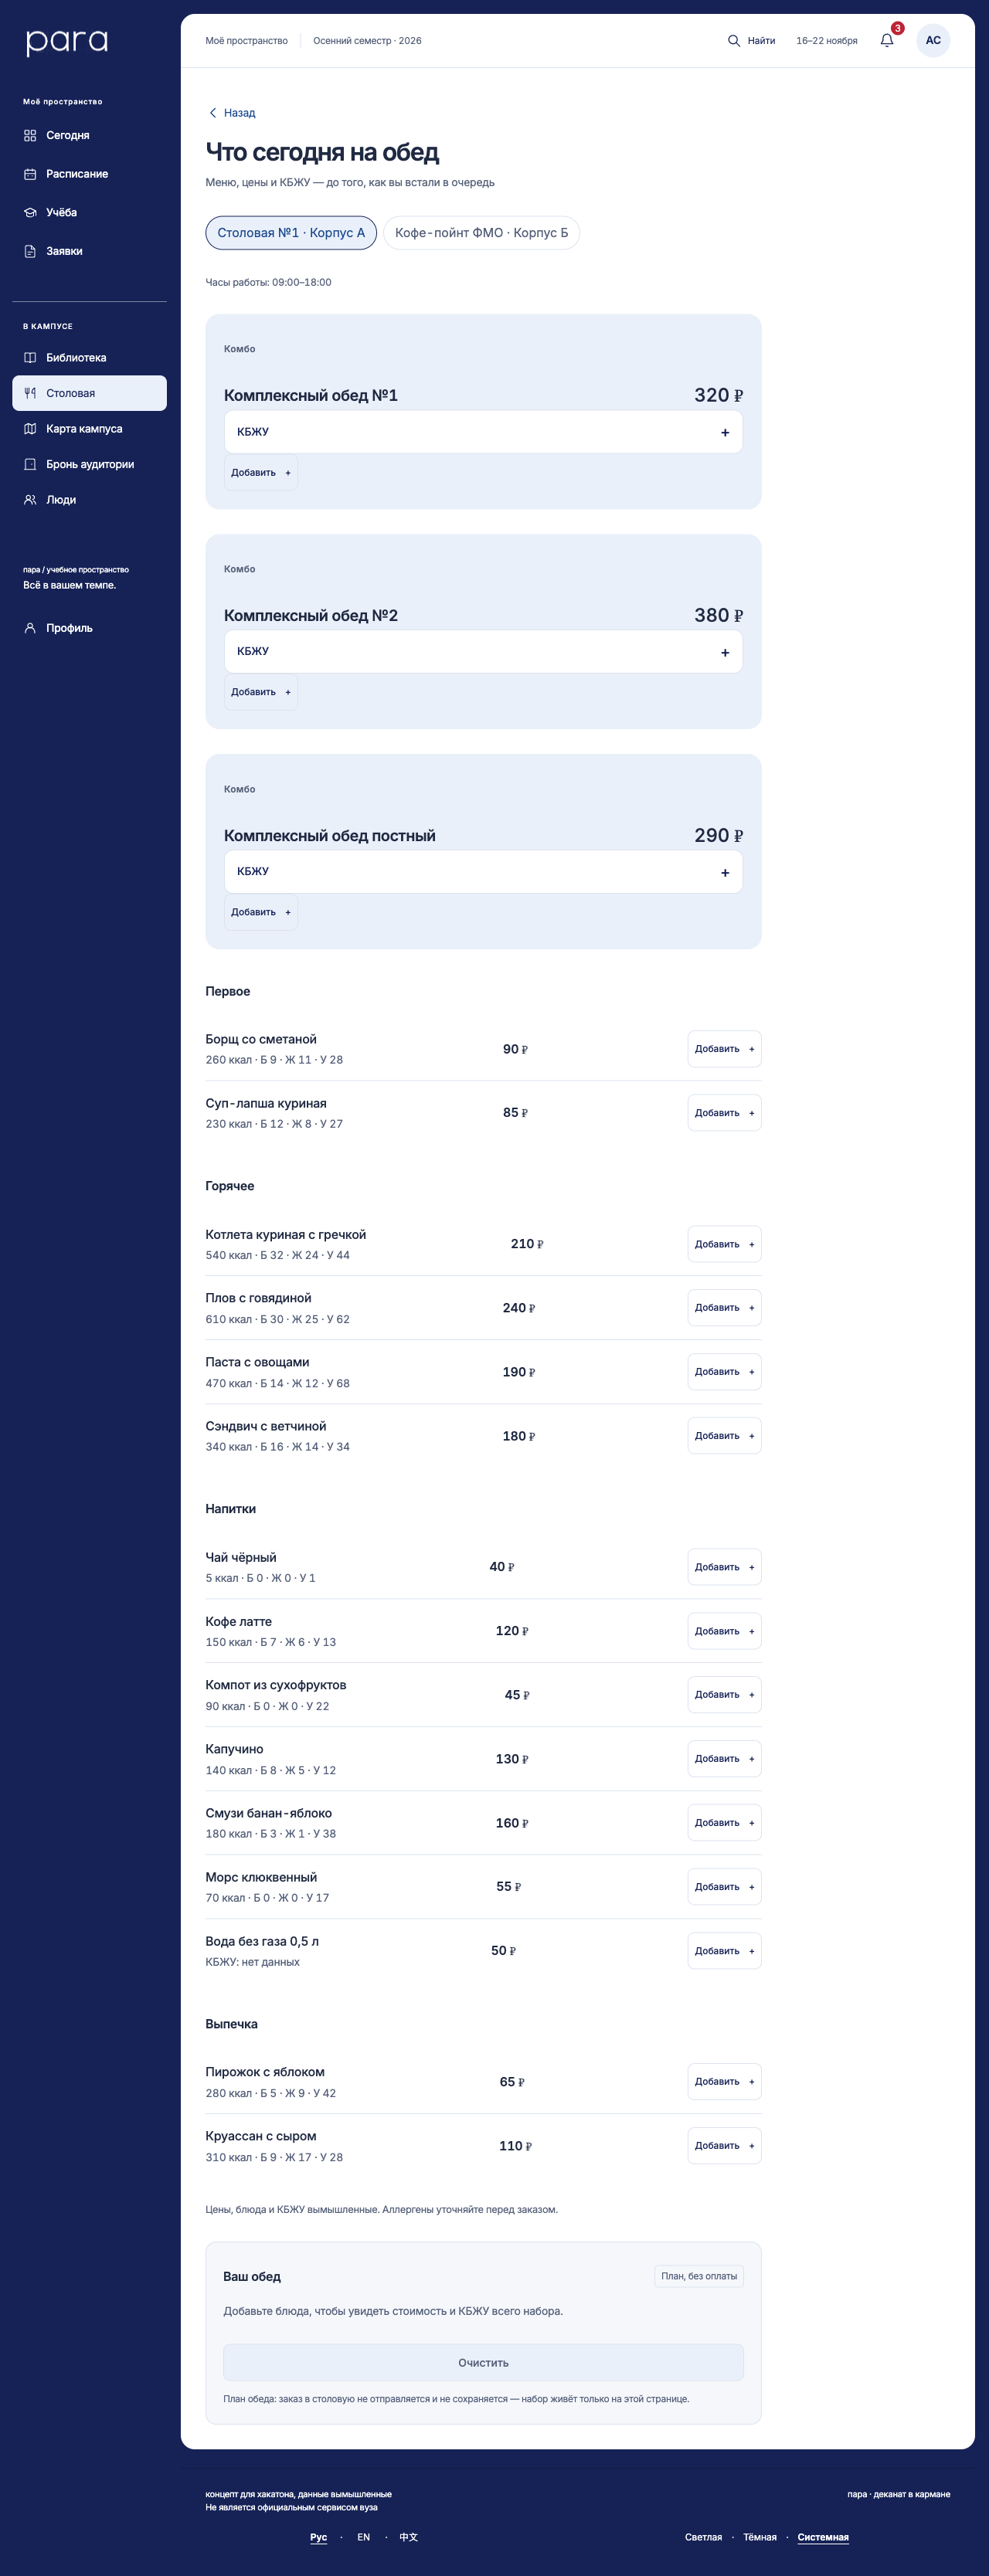 para
Моё пространство
Сегодня
Расписание
Учёба
Заявки
В КАМПУСЕ
Библиотека
Столовая
Карта кампуса
Бронь аудитории
Люди
пара / учебное пространство
Всё в вашем темпе.
Профиль
Моё пространство
Осенний семестр · 2026
Найти
16–22 ноября
3
АС
Назад
Что сегодня на обед
Меню, цены и КБЖУ — до того, как вы встали в очередь
Столовая №1 · Корпус А
Кофе-пойнт ФМО · Корпус Б
Часы работы: 09:00–18:00
Комбо
Комплексный обед №1 320 ₽
КБЖУ +
Добавить +
Комбо
Комплексный обед №2 380 ₽
КБЖУ +
Добавить +
Комбо
Комплексный обед постный 290 ₽
КБЖУ +
Добавить +
Первое
Борщ со сметаной
260 ккал · Б 9 · Ж 11 · У 28
90 ₽
Добавить +
Суп-лапша куриная
230 ккал · Б 12 · Ж 8 · У 27
85 ₽
Добавить +
Горячее
Котлета куриная с гречкой
540 ккал · Б 32 · Ж 24 · У 44
210 ₽
Добавить +
Плов с говядиной
610 ккал · Б 30 · Ж 25 · У 62
240 ₽
Добавить +
Паста с овощами
470 ккал · Б 14 · Ж 12 · У 68
190 ₽
Добавить +
Сэндвич с ветчиной
340 ккал · Б 16 · Ж 14 · У 34
180 ₽
Добавить +
Напитки
Чай чёрный
5 ккал · Б 0 · Ж 0 · У 1
40 ₽
Добавить +
Кофе латте
150 ккал · Б 7 · Ж 6 · У 13
120 ₽
Добавить +
Компот из сухофруктов
90 ккал · Б 0 · Ж 0 · У 22
45 ₽
Добавить +
Капучино
140 ккал · Б 8 · Ж 5 · У 12
130 ₽
Добавить +
Смузи банан-яблоко
180 ккал · Б 3 · Ж 1 · У 38
160 ₽
Добавить +
Морс клюквенный
70 ккал · Б 0 · Ж 0 · У 17
55 ₽
Добавить +
Вода без газа 0,5 л
КБЖУ: нет данных
50 ₽
Добавить +
Выпечка
Пирожок с яблоком
280 ккал · Б 5 · Ж 9 · У 42
65 ₽
Добавить +
Круассан с сыром
310 ккал · Б 9 · Ж 17 · У 28
110 ₽
Добавить +
Цены, блюда и КБЖУ вымышленные. Аллергены уточняйте перед заказом.
Ваш обед
План, без оплаты
Добавьте блюда, чтобы увидеть стоимость и КБЖУ всего набора.
Очистить
План обеда: заказ в столовую не отправляется и не сохраняется — набор живёт только на этой странице.
концепт для хакатона, данные вымышленные
Не является официальным сервисом вуза
пара · деканат в кармане
Рус · EN · 中文
Светлая · Тёмная · Системная